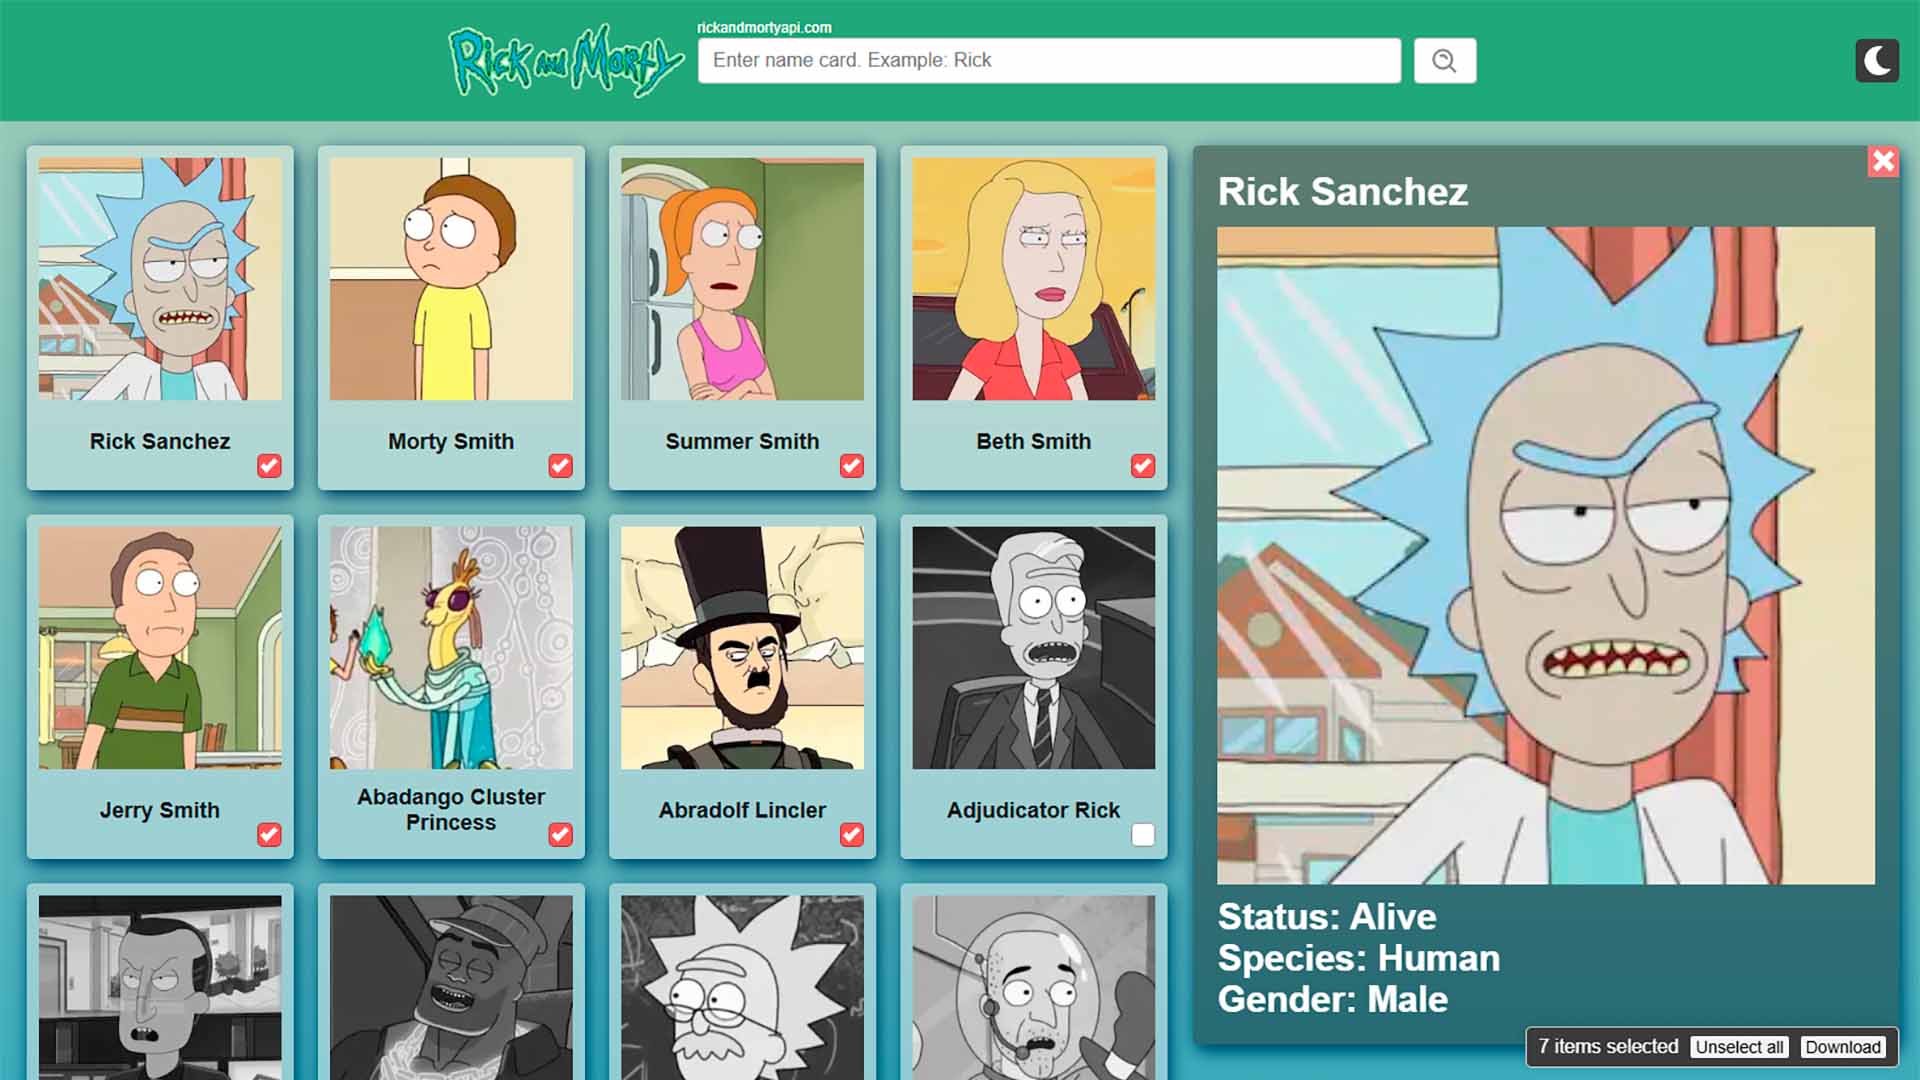 Rick and Morty
rickandmortyapi.com
Enter name card. Example: Rick
Rick Sanchez
Morty Smith
Summer Smith
Beth Smith
Jerry Smith
Abadango Cluster
Princess
Abradolf Lincler
Adjudicator Rick
Rick Sanchez
Status: Alive
Species: Human
Gender: Male
7 items selected
Unselect all
Download